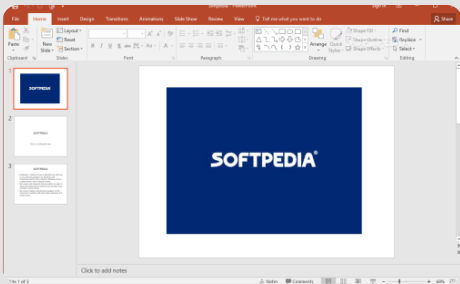 Sign in
File Home Insert Design Transitions Animations Slide Show Review View Tell me what you want to do Share
Paste
New
Slide
Layout
Reset
Section
Arrange
Quick
Styles
Shape Fill
Shape Outline
Shape Effects
Find
Replace
Select
Clipboard Slides Font Paragraph Drawing Editing
1
SOFTPEDIA
2
SOFTPEDIA
3
SOFTPEDIA
SOFTPEDIA®
Click to add notes
Notes Comments